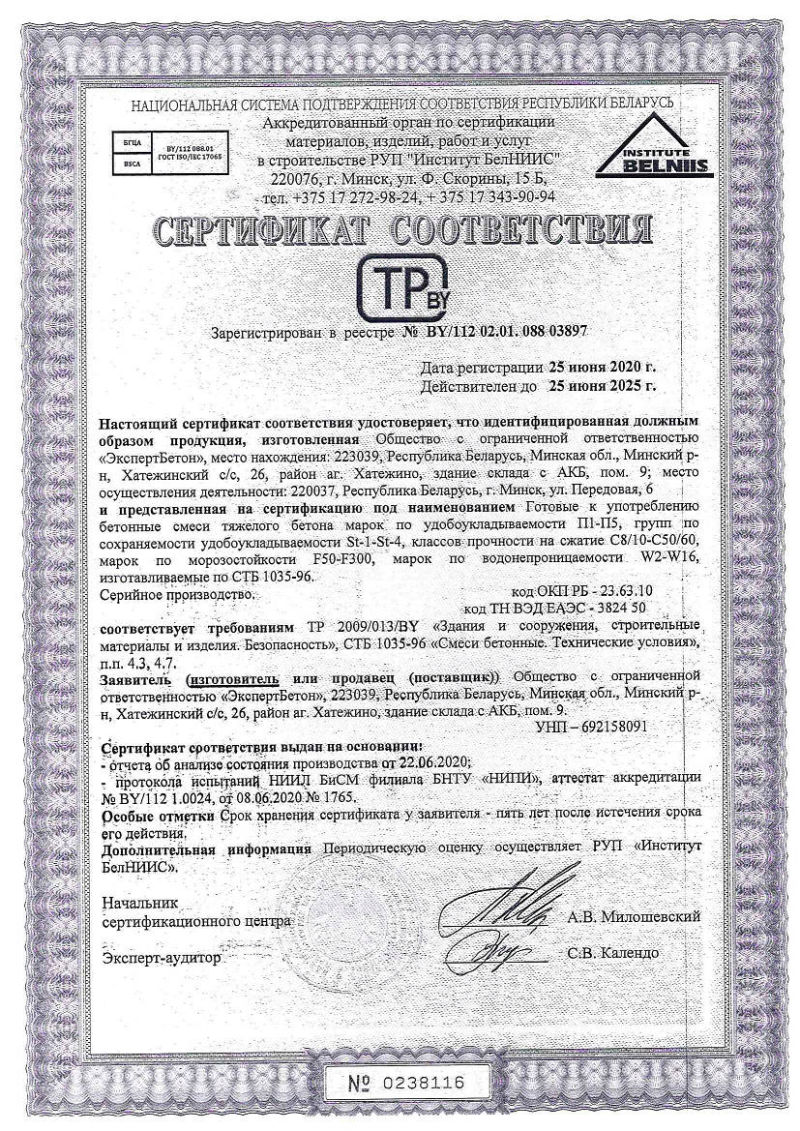 НАЦИОНАЛЬНАЯ СИСТЕМА ПОДТВЕРЖДЕНИЯ СООТВЕТСТВИЯ РЕСПУБЛИКИ БЕЛАРУСЬ
Аккредитованный орган по сертификации
материалов, изделий, работ и услуг
в строительстве РУП "Институт БелНИИС"
220076, г. Минск, ул. Ф. Скорины, 15 Б,
тел. +375 17 272-98-24, + 375 17 343-90-94
БГЦА
BSCA
BY/112 088.01
ГОСТ ISO/IEC 17065
INSTITUTE
BELNIIS
СЕРТИФИКАТ СООТВЕТСТВИЯ
ТР BY
Зарегистрирован в реестре № BY/112 02.01. 088 03897
Дата регистрации 25 июня 2020 г.
Действителен до 25 июня 2025 г.
Настоящий сертификат соответствия удостоверяет, что идентифицированная должным
образом продукция, изготовленная Общество с ограниченной ответственностью
«ЭкспертБетон», место нахождения: 223039, Республика Беларусь, Минская обл., Минский р-
н, Хатежинский с/с, 26, район аг. Хатежино, здание склада с АКБ, пом. 9; место
осуществления деятельности: 220037, Республика Беларусь, г. Минск, ул. Передовая, 6
и представленная на сертификацию под наименованием Готовые к употреблению
бетонные смеси тяжелого бетона марок по удобоукладываемости П1-П5, групп по
сохраняемости удобоукладываемости St-1-St-4, классов прочности на сжатие С8/10-С50/60,
марок по морозостойкости F50-F300, марок по водонепроницаемости W2-W16,
изготавливаемые по СТБ 1035-96.
Серийное производство.
код ОКП РБ - 23.63.10
код ТН ВЭД ЕАЭС - 3824 50
соответствует требованиям ТР 2009/013/BY «Здания и сооружения, строительные
материалы и изделия. Безопасность», СТБ 1035-96 «Смеси бетонные. Технические условия»,
п.п. 4.3, 4.7.
Заявитель (изготовитель или продавец (поставщик)) Общество с ограниченной
ответственностью «ЭкспертБетон», 223039, Республика Беларусь, Минская обл., Минский р-
н, Хатежинский с/с, 26, район аг. Хатежино, здание склада с АКБ, пом. 9.
УНП – 692158091
Сертификат соответствия выдан на основании:
- отчета об анализе состояния производства от 22.06.2020;
- протокола испытаний НИИЛ БиСМ филиала БНТУ «НИПИ», аттестат аккредитации
№ BY/112 1.0024, от 08.06.2020 № 1765.
Особые отметки Срок хранения сертификата у заявителя - пять лет после истечения срока
его действия.
Дополнительная информация Периодическую оценку осуществляет РУП «Институт
БелНИИС».
Начальник
сертификационного центра
А.В. Милошевский
Эксперт-аудитор
С.В. Календо
№ 0238116